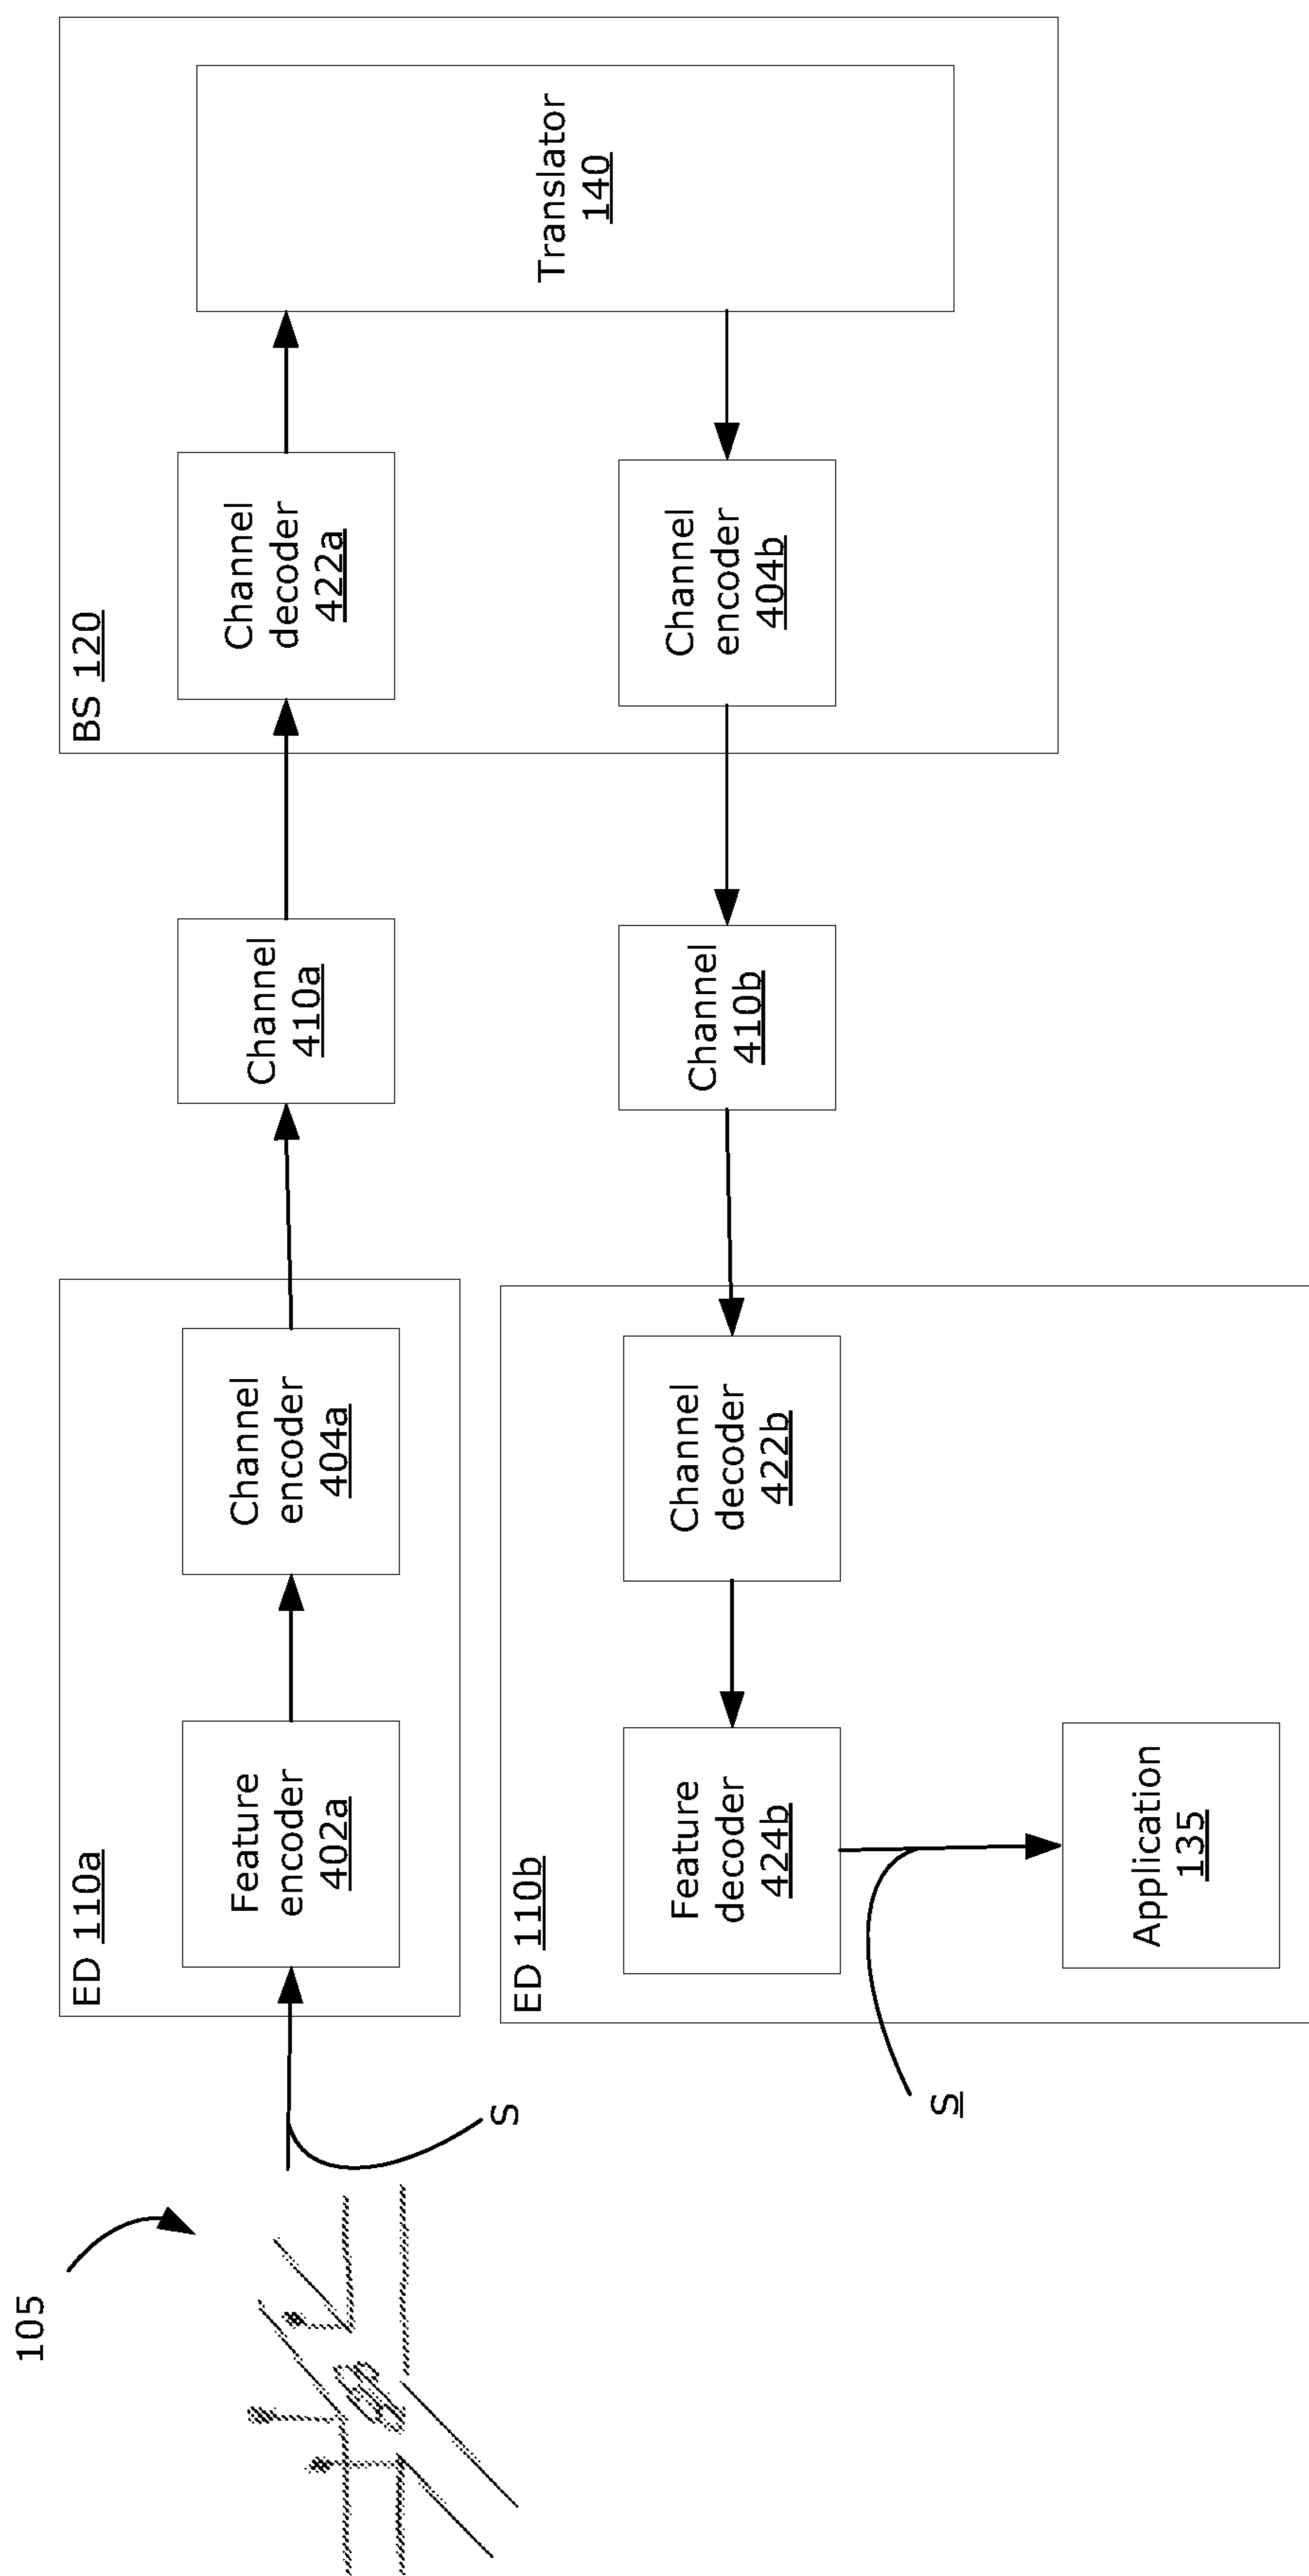 105
S
ED 110a
Feature
encoder
402a
Channel
encoder
404a
Channel
410a
BS 120
Channel
decoder
422a
Translator
140
Channel
encoder
404b
Channel
410b
ED 110b
Channel
decoder
422b
Feature
decoder
424b
S
Application
135